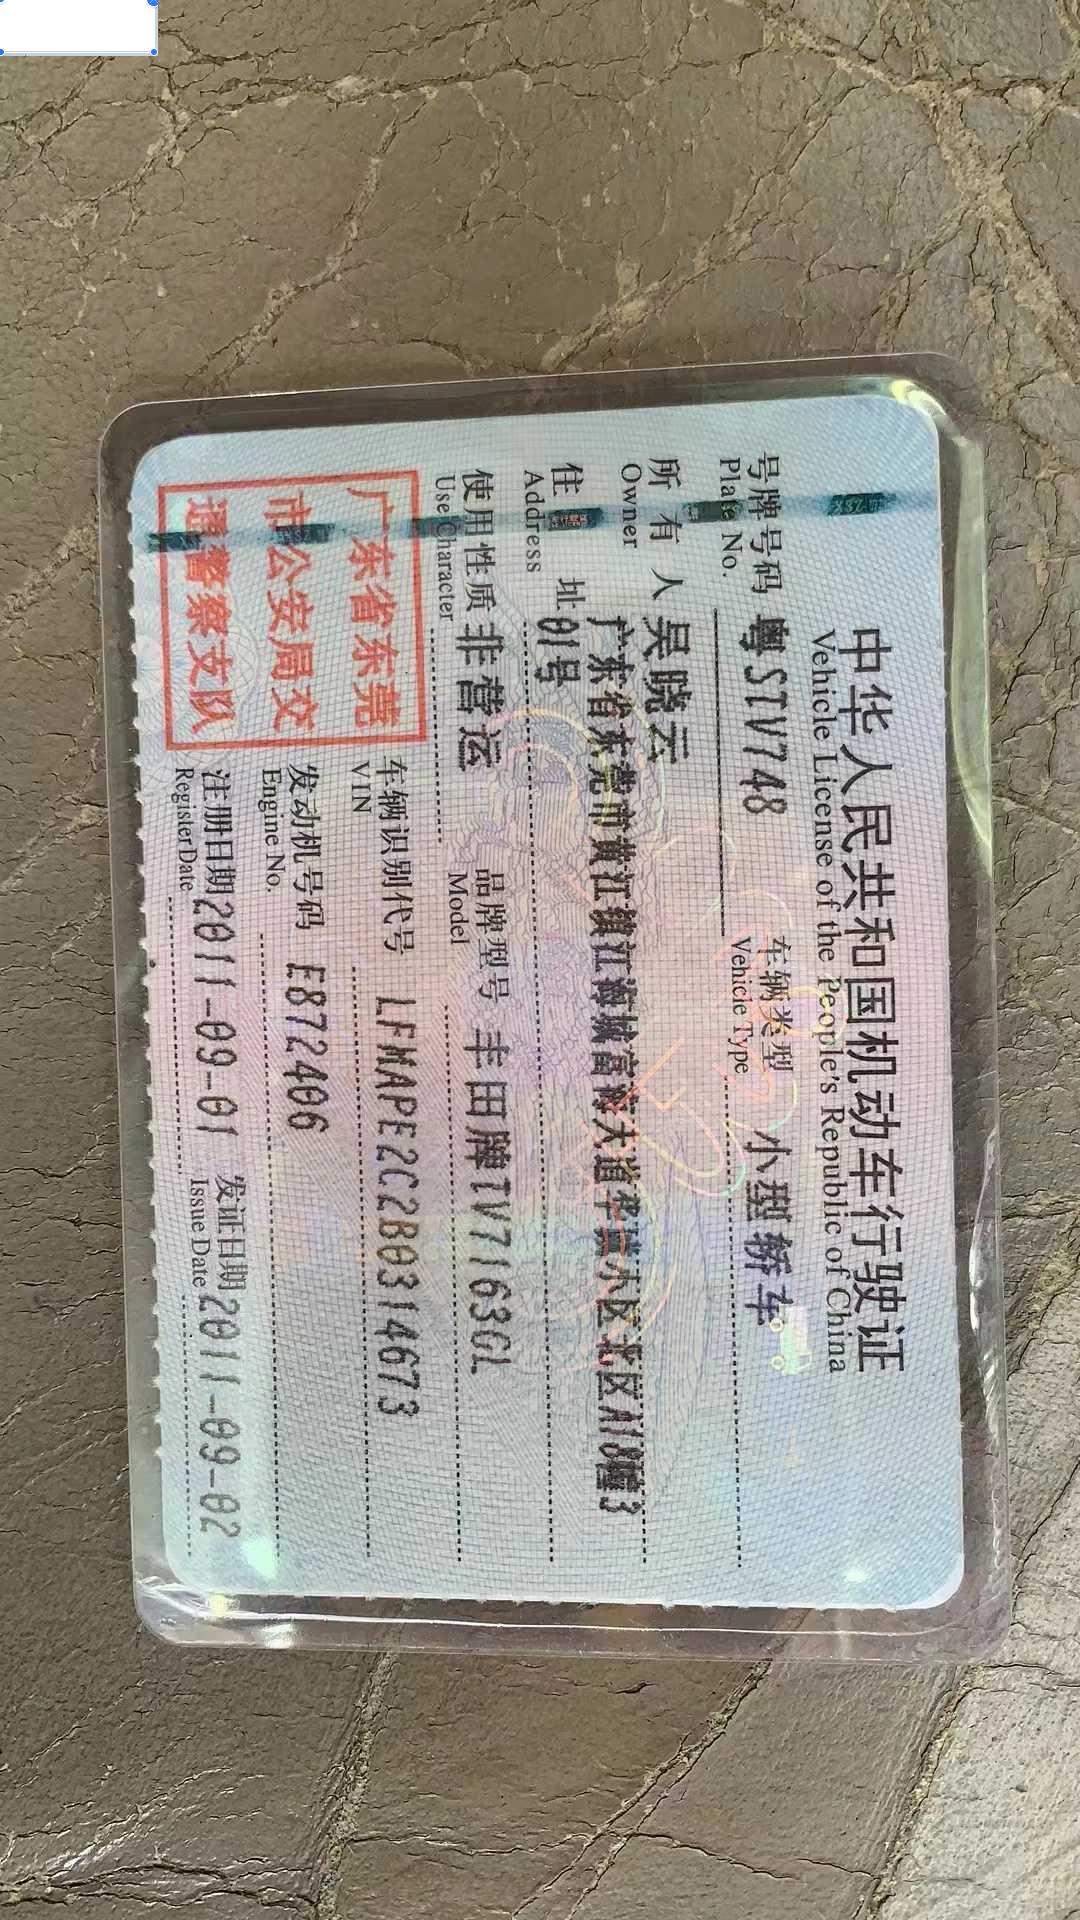 中华人民共和国机动车行驶证
Vehicle License of the People's Republic of China
号牌号码 粤STV748 车辆类型 小型轿车
Plate No. Vehicle Type
所有人 吴晓云
Owner
住址 广东省东莞市黄江镇江海城富海大道华瑞小区北区A18幢3
01号
Address
使用性质 非营运 品牌型号 丰田牌TV7163GL
Use Character Model
广东省东莞
市公安局交
通警察支队
车辆识别代号 LFMAPE2C2B0314673
VIN
发动机号码 E872406
Engine No.
注册日期 2011-09-01 发证日期 2011-09-02
Register Date Issue Date